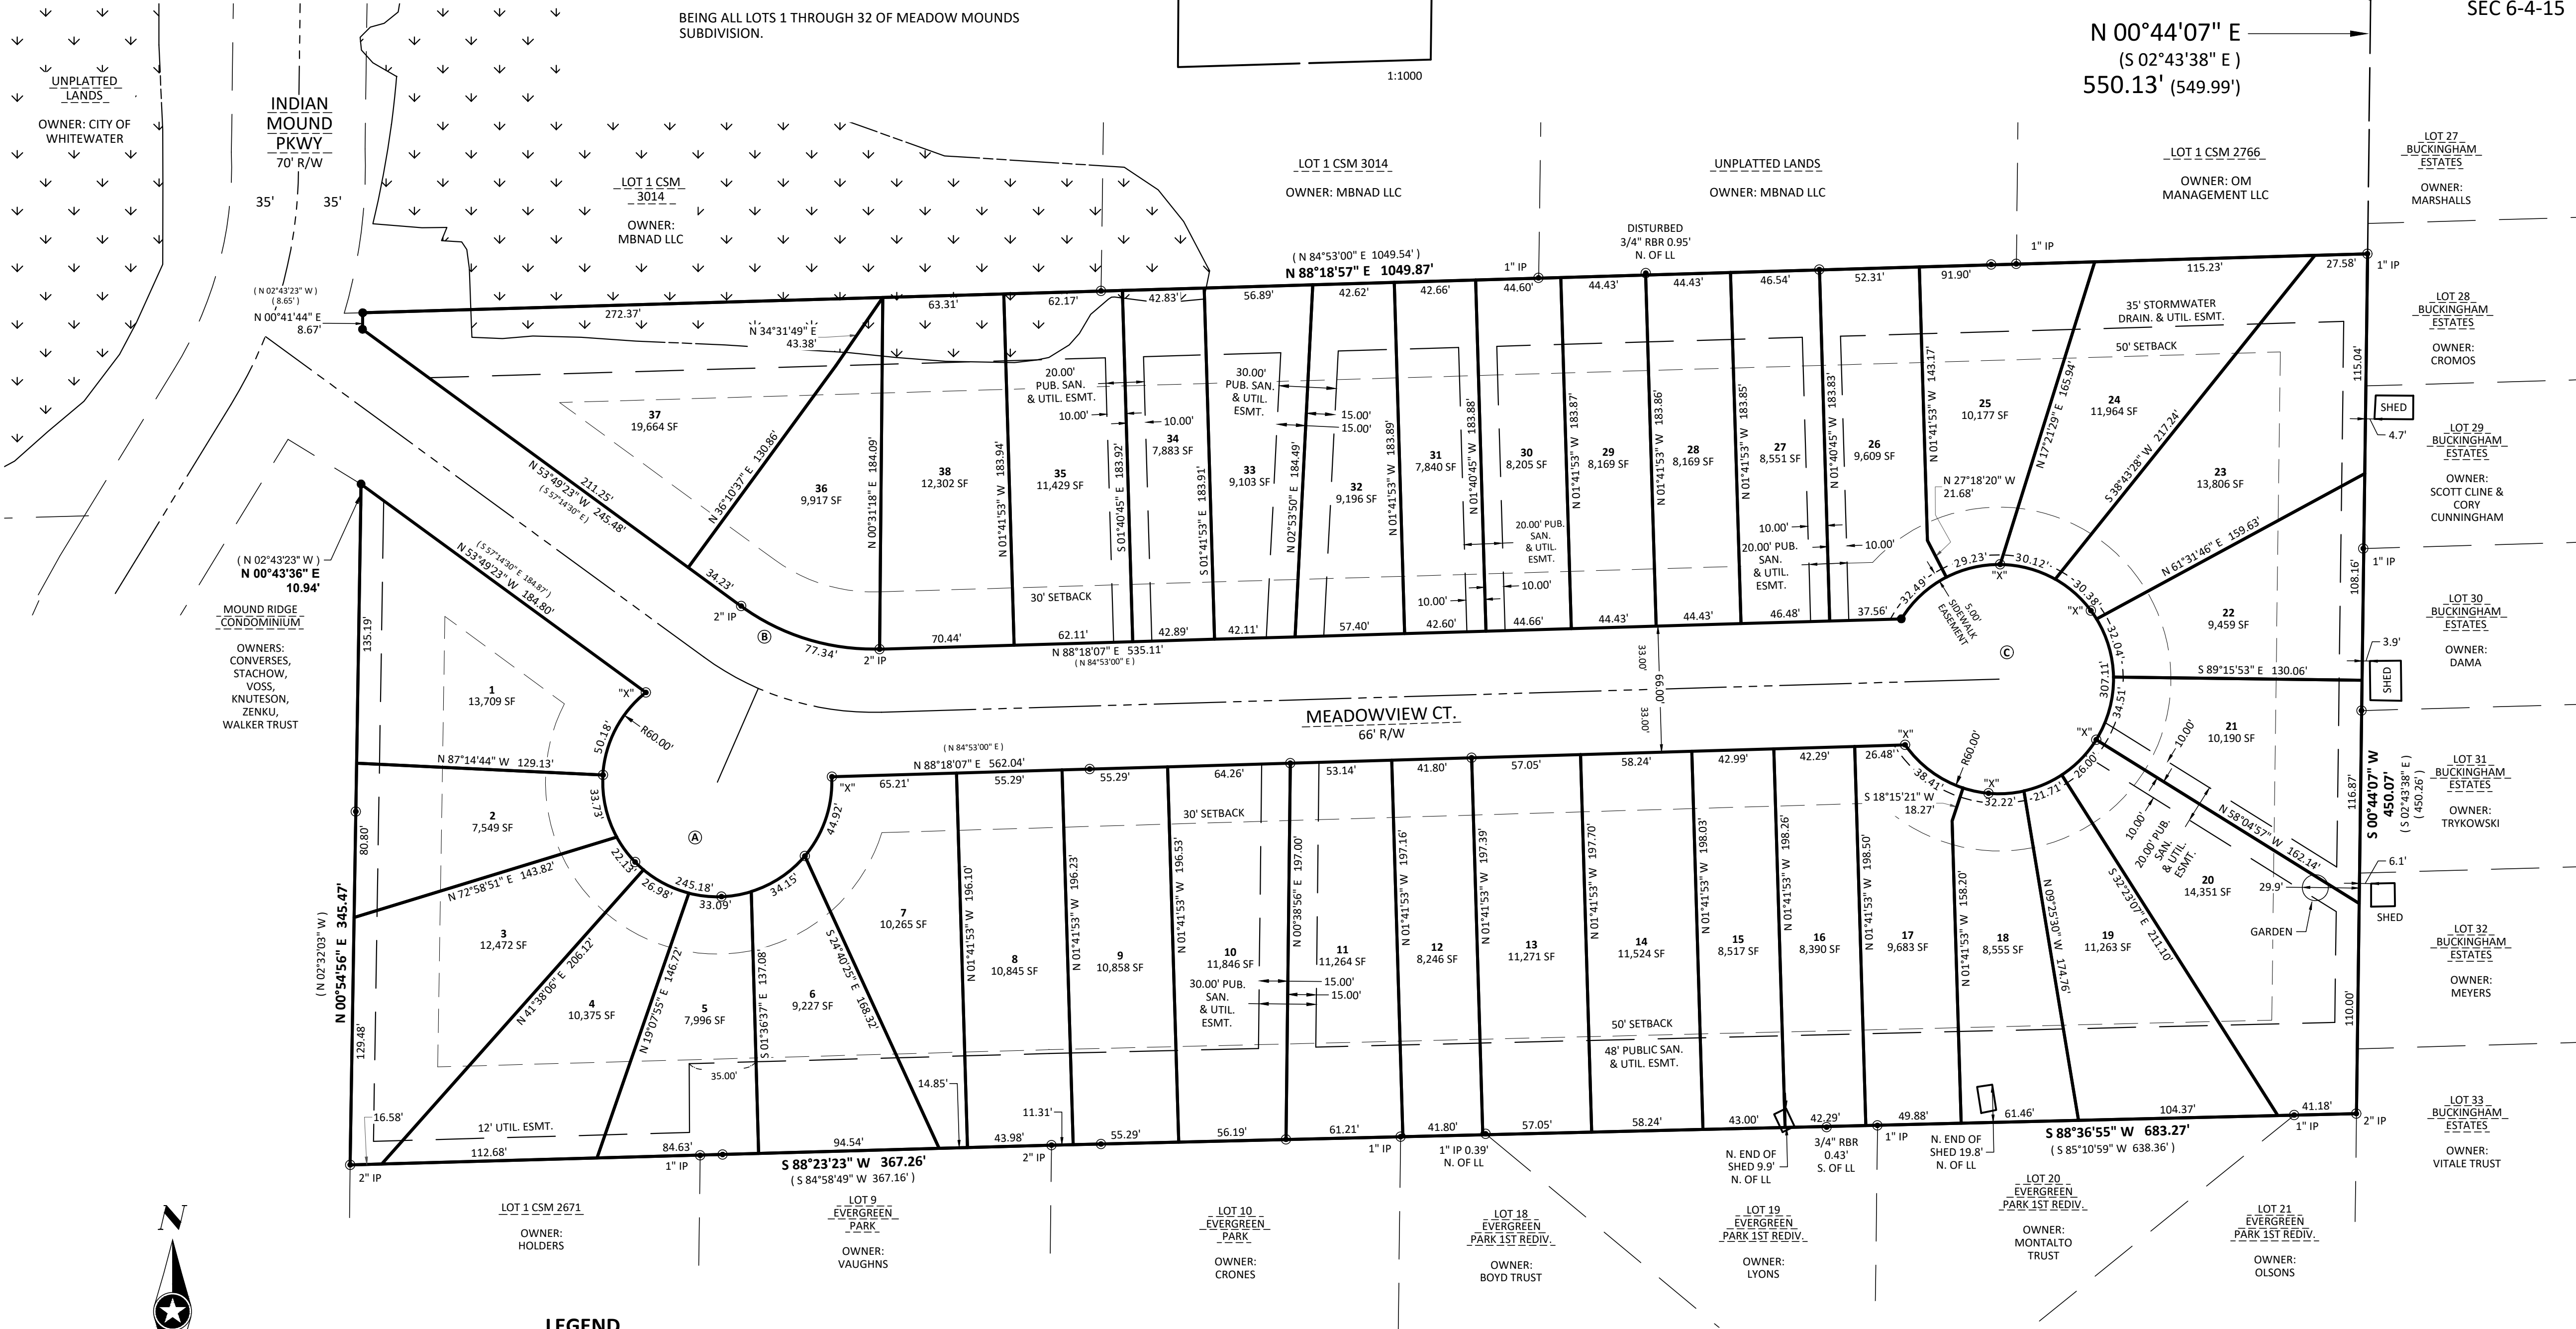 BEING ALL LOTS 1 THROUGH 32 OF MEADOW MOUNDS
SUBDIVISION.
1:1000
SEC 6-4-15
N 00°44'07" E
(S 02°43'38" E )
550.13' (549.99')
UNPLATTED
LANDS
OWNER: CITY OF
WHITEWATER
INDIAN
MOUND
PKWY
70' R/W
35'
35'
LOT 1 CSM
3014
OWNER:
MBNAD LLC
LOT 1 CSM 3014
OWNER: MBNAD LLC
UNPLATTED LANDS
OWNER: MBNAD LLC
LOT 1 CSM 2766
OWNER: OM
MANAGEMENT LLC
LOT 27
BUCKINGHAM
ESTATES
OWNER:
MARSHALLS
LOT 28
BUCKINGHAM
ESTATES
OWNER:
CROMOS
LOT 29
BUCKINGHAM
ESTATES
OWNER:
SCOTT CLINE &
CORY
CUNNINGHAM
LOT 30
BUCKINGHAM
ESTATES
OWNER:
DAMA
LOT 31
BUCKINGHAM
ESTATES
OWNER:
TRYKOWSKI
LOT 32
BUCKINGHAM
ESTATES
OWNER:
MEYERS
LOT 33
BUCKINGHAM
ESTATES
OWNER:
VITALE TRUST
DISTURBED
3/4" RBR 0.95'
N. OF LL
( N 84°53'00" E 1049.54' )
N 88°18'57" E 1049.87'
1" IP
1" IP
1" IP
( N 02°43'23" W )
( 8.65' )
N 00°41'44" E
8.67'
272.37'
63.31'
62.17'
42.83'
56.89'
42.62'
42.66'
44.60'
44.43'
44.43'
46.54'
52.31'
91.90'
115.23'
27.58'
N 34°31'49" E
43.38'
35' STORMWATER
DRAIN. & UTIL. ESMT.
50' SETBACK
20.00'
PUB. SAN.
& UTIL. ESMT.
10.00'
10.00'
30.00'
PUB. SAN.
& UTIL.
ESMT.
15.00'
15.00'
37
19,664 SF
36
9,917 SF
38
12,302 SF
35
11,429 SF
34
7,883 SF
33
9,103 SF
32
9,196 SF
31
7,840 SF
30
8,205 SF
29
8,169 SF
28
8,169 SF
27
8,551 SF
26
9,609 SF
25
10,177 SF
24
11,964 SF
23
13,806 SF
22
9,459 SF
21
10,190 SF
20
14,351 SF
N 53°49'23" W 245.48'
211.25'
( S 57°14'30" E )
N 36°10'37" E 130.86'
N 00°31'18" E 184.09'
N 01°41'53" W 183.94'
S 01°40'45" E 183.92'
S 01°41'53" E 183.91'
N 02°53'50" E 184.49'
N 01°41'53" W 183.89'
N 01°40'45" W 183.88'
N 01°41'53" W 183.87'
N 01°41'53" W 183.86'
N 01°41'53" W 183.85'
N 01°40'45" W 183.83'
N 01°41'53" W 143.17'
N 27°18'20" W
21.68'
N 17°21'29" E 165.94'
S 38°43'28" W 217.24'
N 61°31'46" E 159.63'
S 89°15'53" E 130.06'
N 58°04'57" W 162.14'
20.00' PUB.
SAN.
& UTIL.
ESMT.
10.00'
10.00'
20.00' PUB.
SAN.
& UTIL.
ESMT.
10.00'
10.00'
SHED
4.7'
115.04'
1" IP
108.16'
3.9'
SHED
116.87'
S 00°44'07" W
450.07'
( S 02°43'38" E )
( 450.26' )
6.1'
SHED
29.9'
GARDEN
110.00'
2" IP
34.23'
2" IP
B
77.34'
2" IP
30' SETBACK
70.44'
62.11'
42.89'
42.11'
57.40'
42.60'
44.66'
44.43'
44.43'
46.48'
37.56'
N 88°18'07" E 535.11'
( N 84°53'00" E )
32.49'
29.23'
30.12'
30.38'
32.04'
307.11'
34.51'
26.00'
21.71'
32.22'
38.41'
"X"
"X"
"X"
"X"
"X"
5.00'
SIDEWALK
EASEMENT
C
R60.00'
10.00'
10.00'
20.00' PUB.
SAN.
& UTIL.
ESMT.
33.00'
66.00'
33.00'
MEADOWVIEW CT.
66' R/W
( N 02°43'23" W )
N 00°43'36" E
10.94'
MOUND RIDGE
CONDOMINIUM
OWNERS:
CONVERSES,
STACHOW,
VOSS,
KNUTESON,
ZENKU,
WALKER TRUST
( S 57°14'30" E 184.87')
N 53°49'23" W 184.80'
135.19'
1
13,709 SF
"X"
50.18'
R60.00'
N 87°14'44" W 129.13'
33.73'
2
7,549 SF
80.80'
N 72°58'51" E 143.82'
A
22.13'
26.98'
245.18'
33.09'
34.15'
44.92'
"X"
( N 84°53'00" E )
N 88°18'07" E 562.04'
65.21'
55.29'
55.29'
64.26'
53.14'
41.80'
57.05'
58.24'
42.99'
42.29'
26.48'
30' SETBACK
S 18°15'21" W
18.27'
( N 02°32'03" W )
N 00°54'56" E 345.47'
129.48'
3
12,472 SF
N 41°38'06" E 206.12'
4
10,375 SF
N 19°07'55" E 146.72'
5
7,996 SF
S 01°36'37" E 137.08'
6
9,227 SF
S 24°40'25" E 168.32'
7
10,265 SF
N 01°41'53" W 196.10'
8
10,845 SF
N 01°41'53" W 196.23'
9
10,858 SF
N 01°41'53" W 196.53'
10
11,846 SF
30.00' PUB.
SAN.
& UTIL.
ESMT.
15.00'
15.00'
N 00°38'56" E 197.00'
11
11,264 SF
N 01°41'53" W 197.16'
12
8,246 SF
N 01°41'53" W 197.39'
13
11,271 SF
N 01°41'53" W 197.70'
14
11,524 SF
N 01°41'53" W 198.03'
15
8,517 SF
N 01°41'53" W 198.26'
16
8,390 SF
N 01°41'53" W 198.50'
17
9,683 SF
N 01°41'53" W 158.20'
18
8,555 SF
N 09°25'30" W 174.76'
19
11,263 SF
S 32°23'07" E 211.10'
50' SETBACK
48' PUBLIC SAN.
& UTIL. ESMT.
35.00'
14.85'
11.31'
16.58'
12' UTIL. ESMT.
2" IP
112.68'
84.63'
1" IP
94.54'
43.98'
2" IP
55.29'
56.19'
61.21'
1" IP
41.80'
1" IP 0.39'
N. OF LL
57.05'
58.24'
43.00'
42.29'
49.88'
1" IP
61.46'
104.37'
41.18'
1" IP
S 88°23'23" W 367.26'
( S 84°58'49" W 367.16' )
N. END OF
SHED 9.9'
N. OF LL
3/4" RBR
0.43'
S. OF LL
N. END OF
SHED 19.8'
N. OF LL
S 88°36'55" W 683.27'
( S 85°10'59" W 638.36' )
LOT 1 CSM 2671
OWNER:
HOLDERS
LOT 9
EVERGREEN
PARK
OWNER:
VAUGHNS
LOT 10
EVERGREEN
PARK
OWNER:
CRONES
LOT 18
EVERGREEN
PARK 1ST REDIV.
OWNER:
BOYD TRUST
LOT 19
EVERGREEN
PARK 1ST REDIV.
OWNER:
LYONS
LOT 20
EVERGREEN
PARK 1ST REDIV.
OWNER:
MONTALTO
TRUST
LOT 21
EVERGREEN
PARK 1ST REDIV.
OWNER:
OLSONS
N
LEGEND